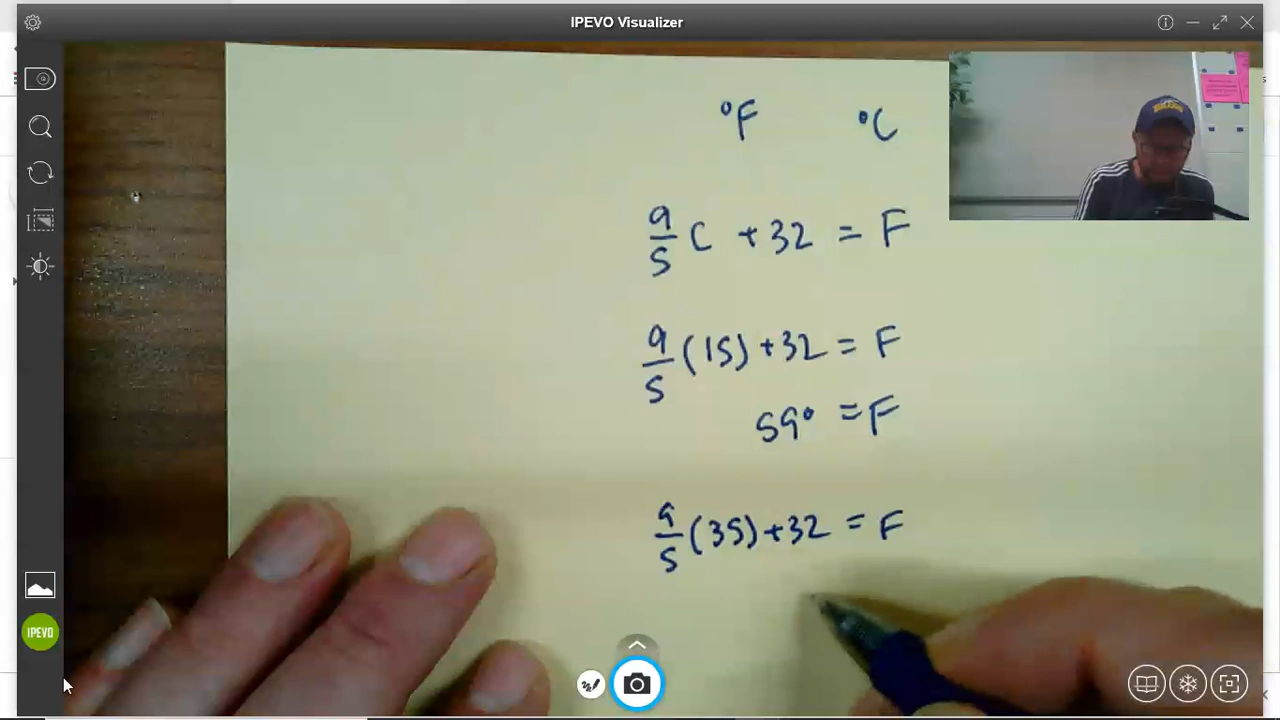 IPEVO Visualizer
°F °C
9/5 C + 32 = F
9/5 (15) + 32 = F
59° = F
9/5 (35) + 32 = F
IPEVO